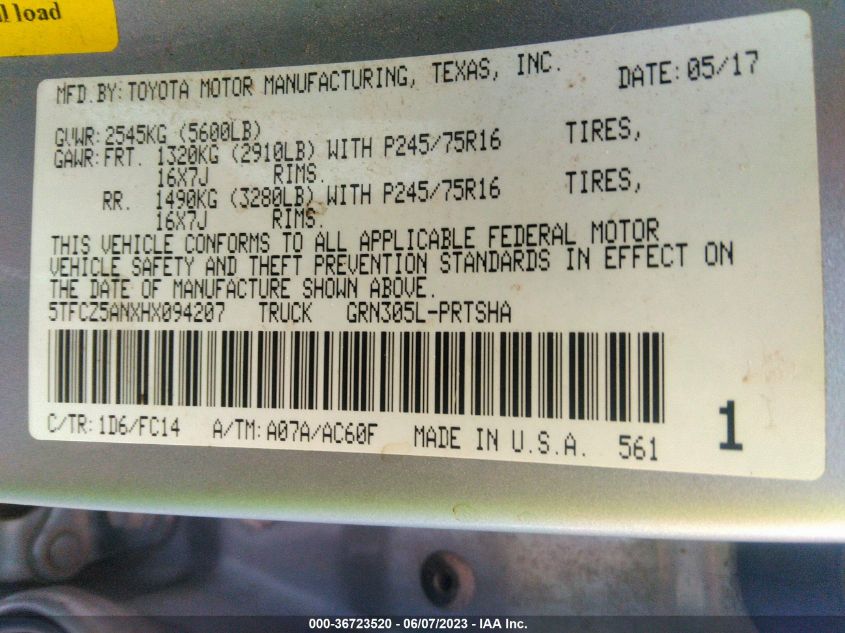 ll load
MFD.BY:TOYOTA MOTOR MANUFACTURING, TEXAS, INC. DATE:05/17
GVWR:2545KG (5600LB)
GAWR:FRT. 1320KG (2910LB) WITH P245/75R16 TIRES,
16X7J RIMS.
RR. 1490KG (3280LB) WITH P245/75R16 TIRES,
16X7J RIMS.
THIS VEHICLE CONFORMS TO ALL APPLICABLE FEDERAL MOTOR
VEHICLE SAFETY AND THEFT PREVENTION STANDARDS IN EFFECT ON
THE DATE OF MANUFACTURE SHOWN ABOVE.
5TFCZ5ANXHX094207 TRUCK GRN305L-PRTSHA
C/TR:1D6/FC14 A/TM:A07A/AC60F MADE IN U.S.A. 561 1
000-36723520 - 06/07/2023 - IAA Inc.